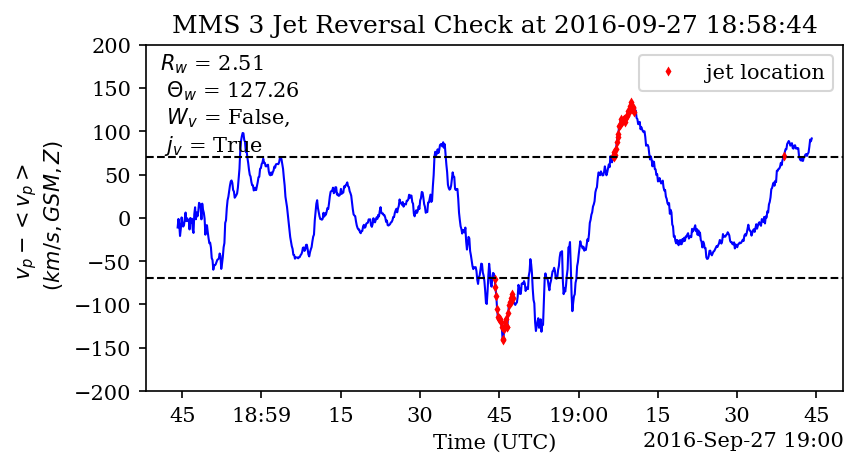 MMS 3 Jet Reversal Check at 2016-09-27 18:58:44
R_w = 2.51
Θ_w = 127.26
W_v = False,
j_v = True
jet location
v_p − < v_p >
(km/s, GSM, Z)
200
150
100
50
0
−50
−100
−150
−200
45 18:59 15 30 45 19:00 15 30 45
Time (UTC)
2016-Sep-27 19:00